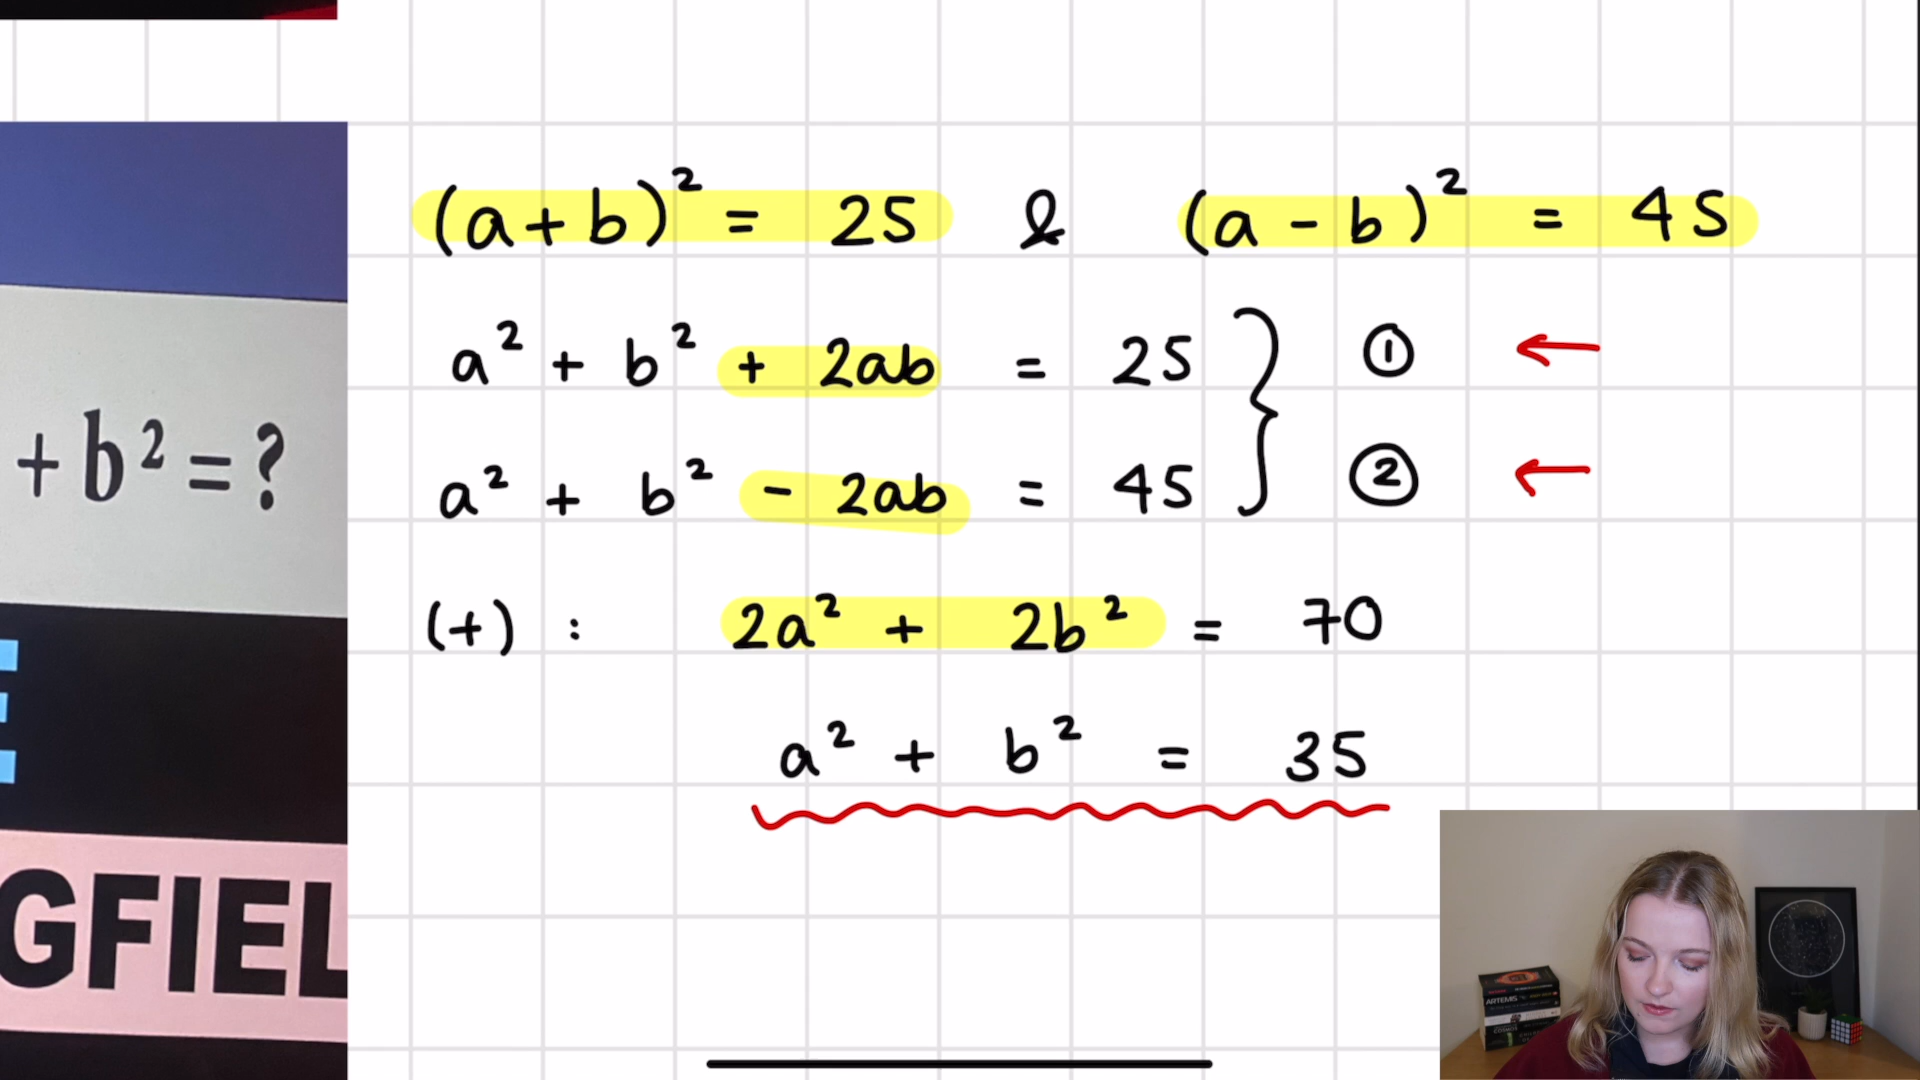 (a + b)² = 25 & (a - b)² = 45
a² + b² + 2ab = 25 ①
a² + b² - 2ab = 45 ②
(+) : 2a² + 2b² = 70
a² + b² = 35
+ b² = ?
GFIEL
ARTEMIS